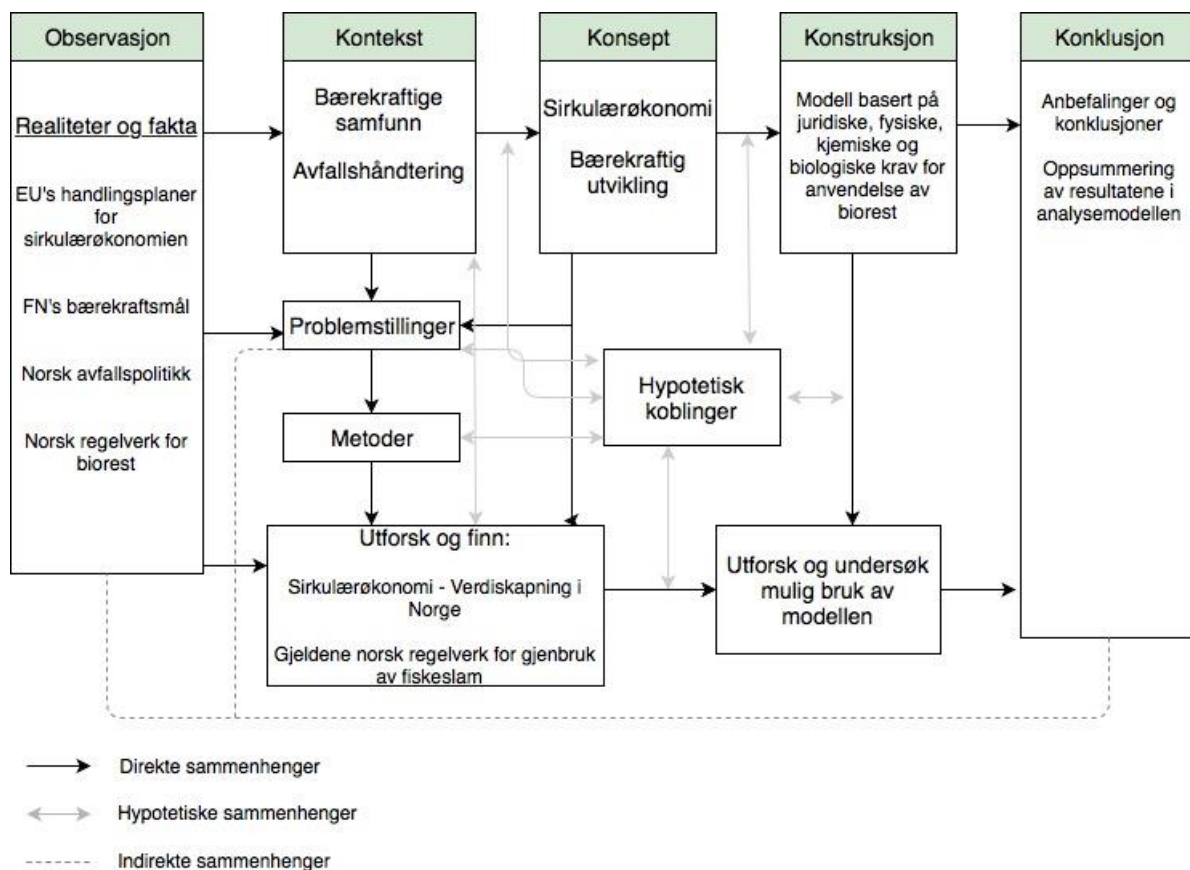 Observasjon
Realiteter og fakta
EU's handlingsplaner
for
sirkulærøkonomien
FN's bærekraftsmål
Norsk avfallspolitikk
Norsk regelverk for
biorest
Kontekst
Bærekraftige
samfunn
Avfallshåndtering
Konsept
Sirkulærøkonomi
Bærekraftig
utvikling
Konstruksjon
Modell basert på
juridiske, fysiske,
kjemiske og
biologiske krav for
anvendelse av
biorest
Konklusjon
Anbefalinger og
konklusjoner
Oppsummering
av resultatene i
analysemodellen
Problemstillinger
Metoder
Hypotetisk
koblinger
Utforsk og finn:
Sirkulærøkonomi - Verdiskapning i
Norge
Gjeldene norsk regelverk for gjenbruk
av fiskeslam
Utforsk og undersøk
mulig bruk av
modellen
Direkte sammenhenger
Hypotetiske sammenhenger
Indirekte sammenhenger